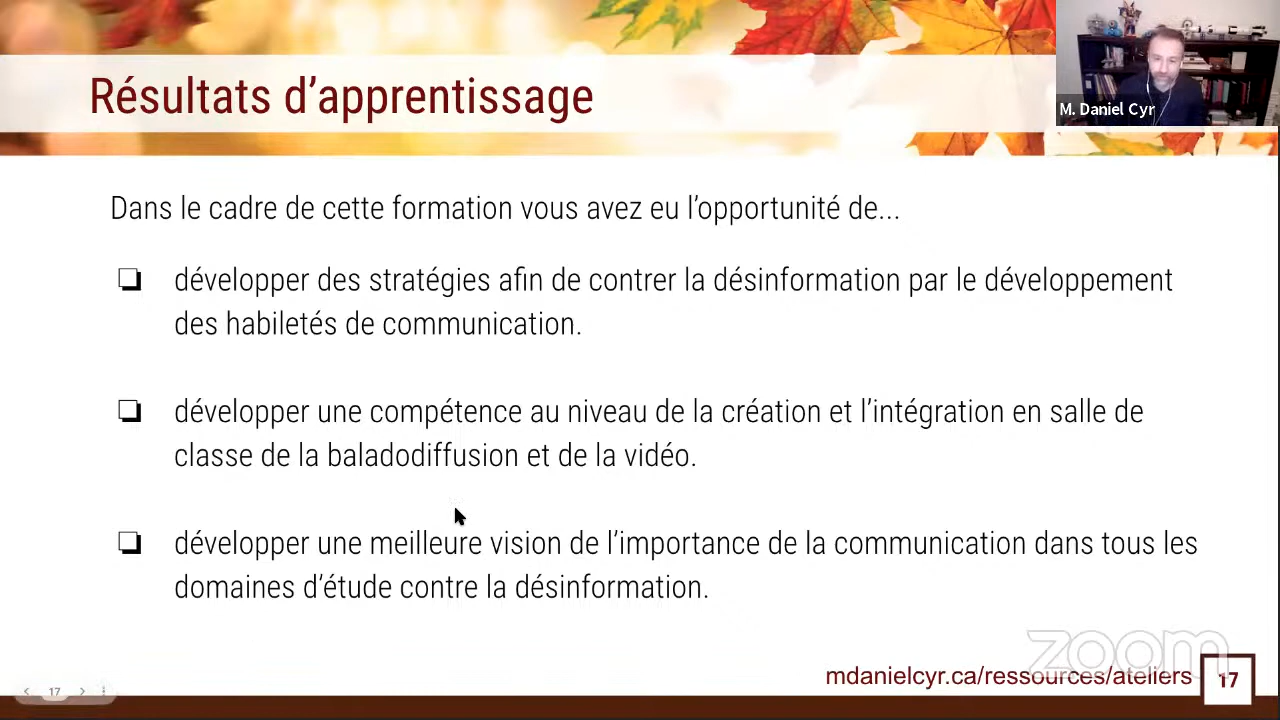 Résultats d’apprentissage
M. Daniel Cyr
Dans le cadre de cette formation vous avez eu l’opportunité de...
❏ développer des stratégies afin de contrer la désinformation par le développement
des habiletés de communication.
❏ développer une compétence au niveau de la création et l’intégration en salle de
classe de la baladodiffusion et de la vidéo.
❏ développer une meilleure vision de l’importance de la communication dans tous les
domaines d’étude contre la désinformation.
zoom
mdanielcyr.ca/ressources/ateliers
17
17